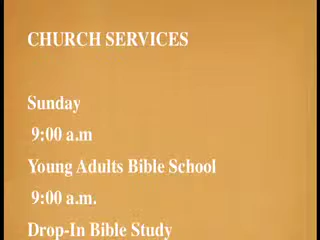 CHURCH SERVICES
Sunday
9:00 a.m
Young Adults Bible School
9:00 a.m.
Drop-In Bible Study